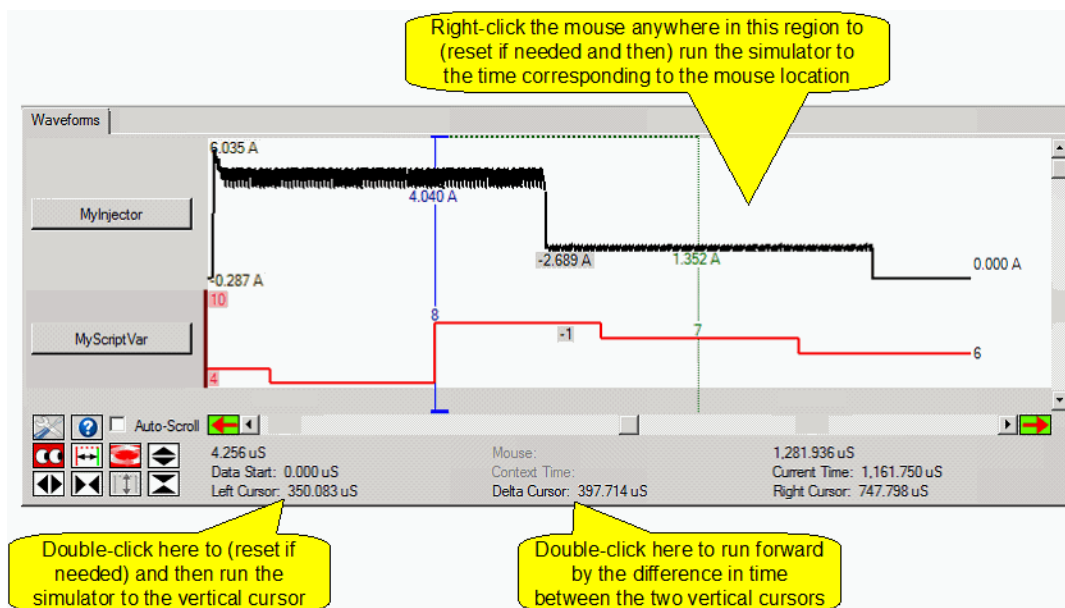 Right-click the mouse anywhere in this region to
(reset if needed and then) run the simulator to
the time corresponding to the mouse location
Waveforms
6.035 A
4.040 A
MyInjector
-2.689 A
1.352 A
0.000 A
-0.287 A
10
8
-1
7
MyScriptVar
6
4
Auto-Scroll
4.256 uS
Mouse:
1,281.936 uS
Data Start: 0.000 uS
Context Time:
Current Time: 1,161.750 uS
Left Cursor: 350.083 uS
Delta Cursor: 397.714 uS
Right Cursor: 747.798 uS
Double-click here to (reset if
needed) and then run the
simulator to the vertical cursor
Double-click here to run forward
by the difference in time
between the two vertical cursors